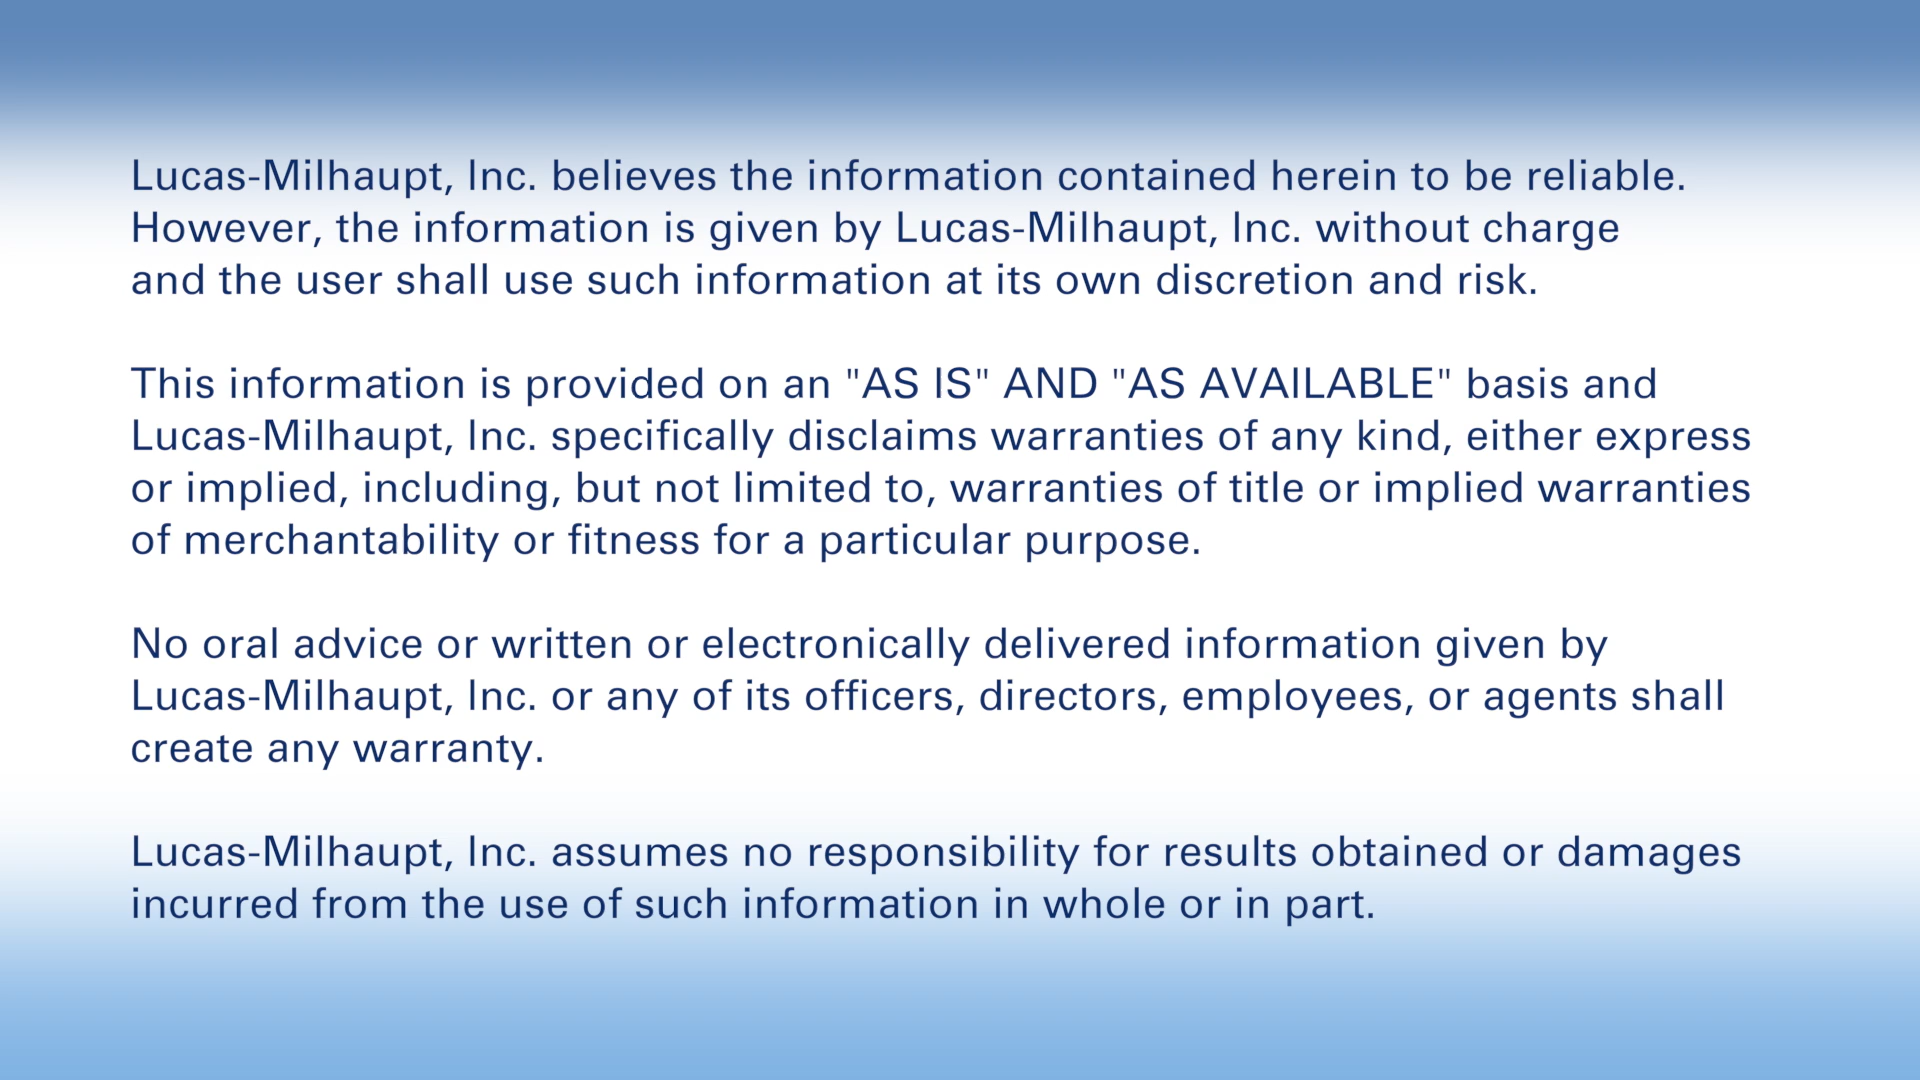 Lucas-Milhaupt, Inc. believes the information contained herein to be reliable.
However, the information is given by Lucas-Milhaupt, Inc. without charge
and the user shall use such information at its own discretion and risk.
This information is provided on an "AS IS" AND "AS AVAILABLE" basis and
Lucas-Milhaupt, Inc. specifically disclaims warranties of any kind, either express
or implied, including, but not limited to, warranties of title or implied warranties
of merchantability or fitness for a particular purpose.
No oral advice or written or electronically delivered information given by
Lucas-Milhaupt, Inc. or any of its officers, directors, employees, or agents shall
create any warranty.
Lucas-Milhaupt, Inc. assumes no responsibility for results obtained or damages
incurred from the use of such information in whole or in part.